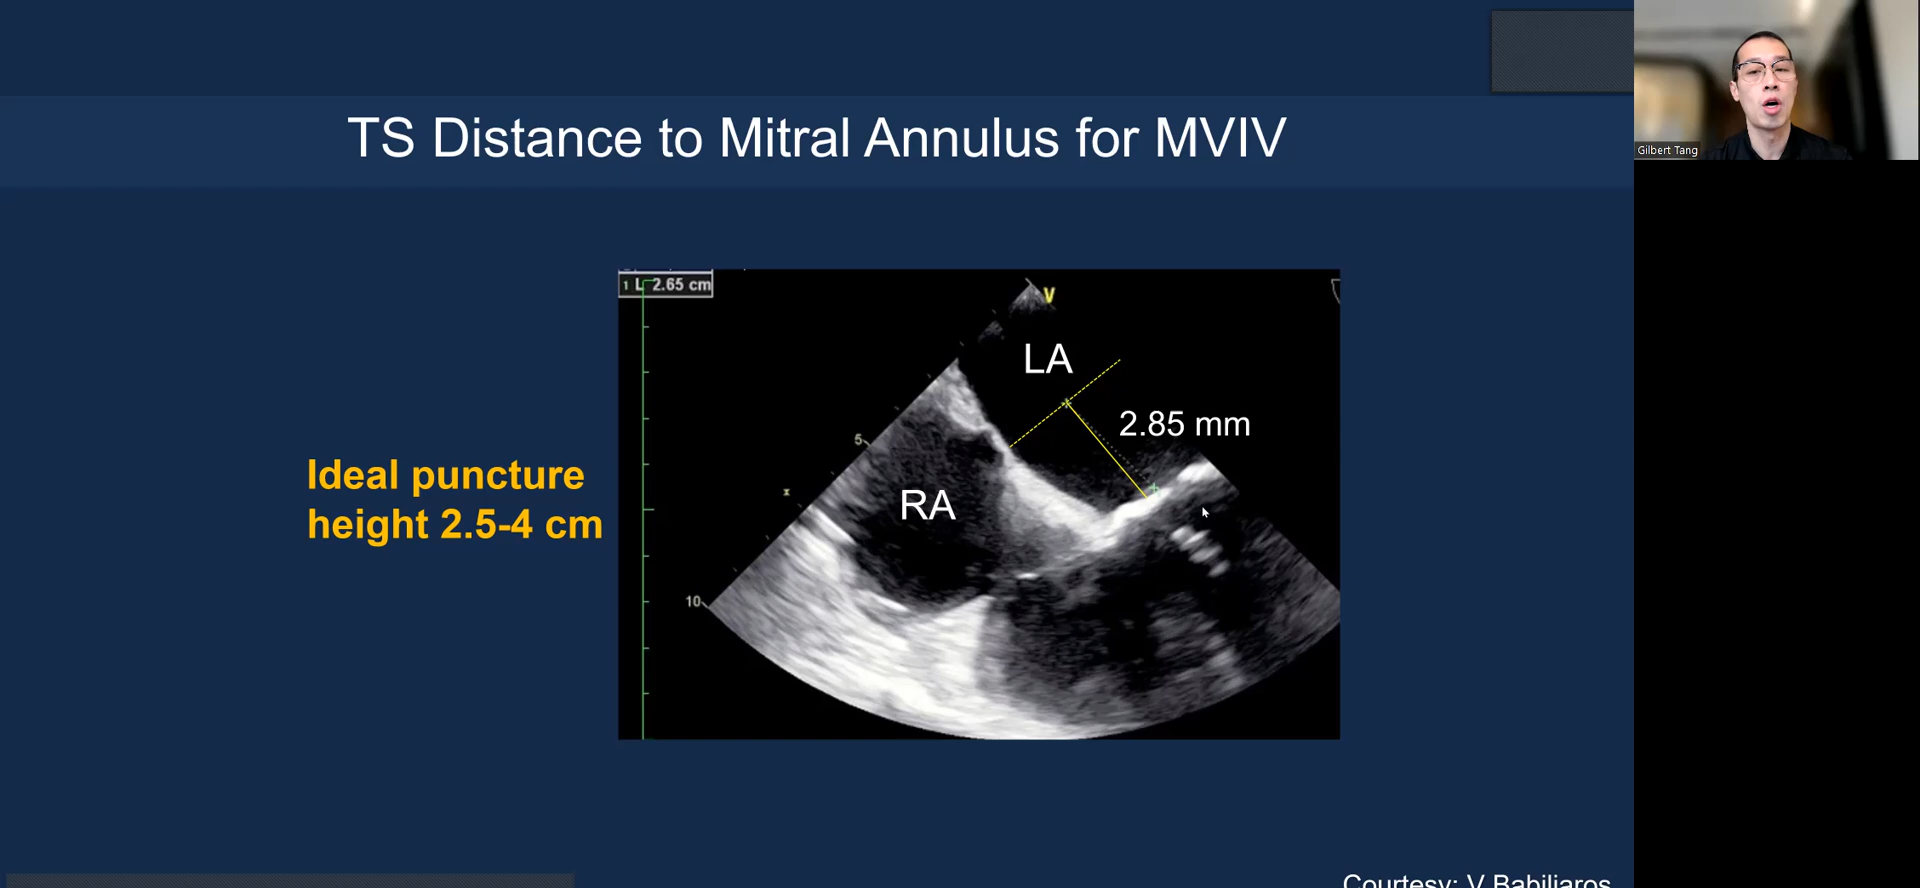 TS Distance to Mitral Annulus for MVIV
Gilbert Tang
1 L 2.65 cm
V
LA
2.85 mm
5
Ideal puncture
height 2.5-4 cm
RA
10
Courtesy: V Babiliaros